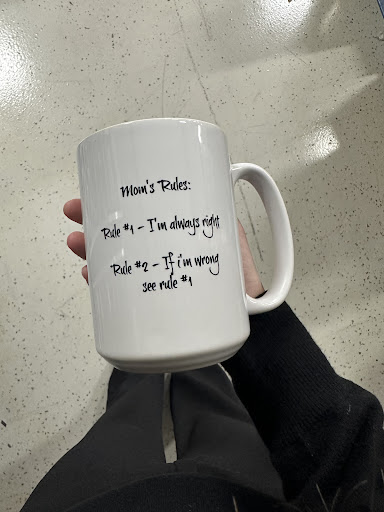 Mom's Rules:
Rule #1 - I'm always right
Rule #2 - If i'm wrong
see rule #1